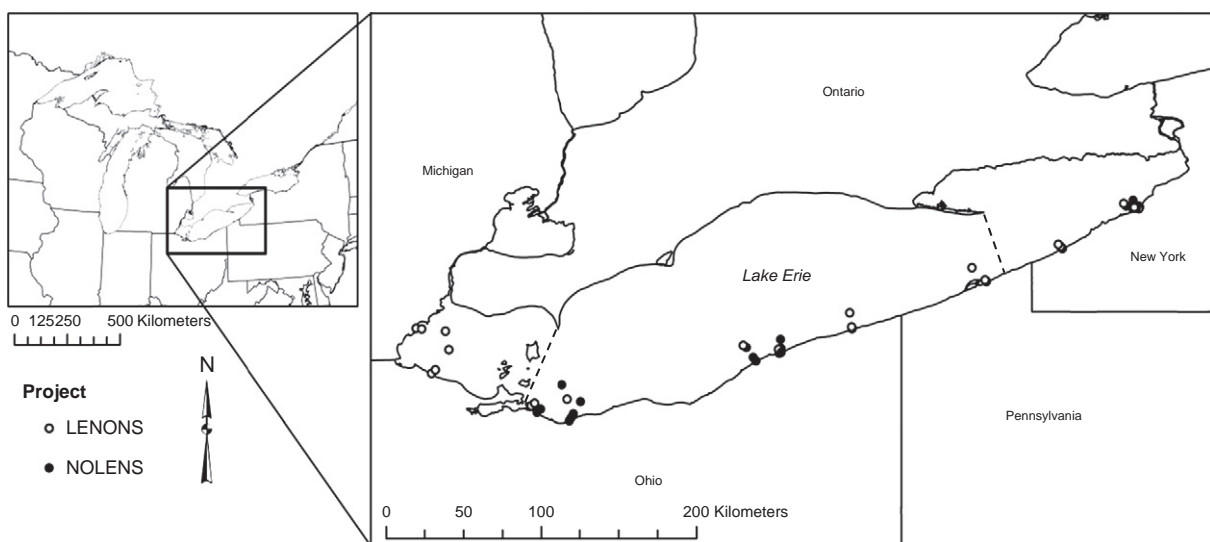 Ontario
Michigan
Lake Erie
New York
Pennsylvania
Ohio
0 125250 500 Kilometers
N
Project
LENONS
NOLENS
0 50 100 200 Kilometers